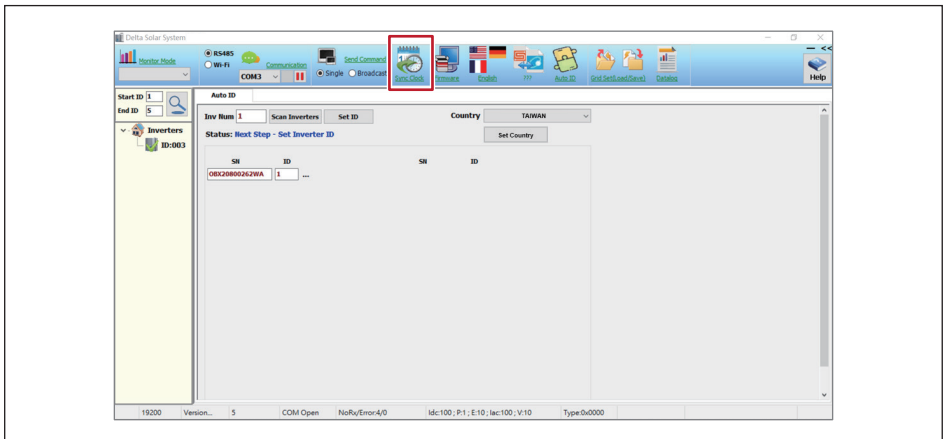 Delta Solar System
Monitor Mode
RS485
Wi-Fi
COM3
Communication
Send Command
Single Broadcast
Sync Clock
Firmware
English
???
Auto ID
Grid Set(Load/Save)
Datalog
<<
Help
Start ID 1
End ID 5
Inverters
ID:003
Auto ID
Inv Num 1 Scan Inverters Set ID Country TAIWAN
Status: Next Step - Set Inverter ID Set Country
SN ID SN ID
OBX20800262WA 1 ...
19200 Version... 5 COM Open NoRx/Error:4/0 Idc:100 ; P:1 ; E:10 ; Iac:100 ; V:10 Type:0x0000